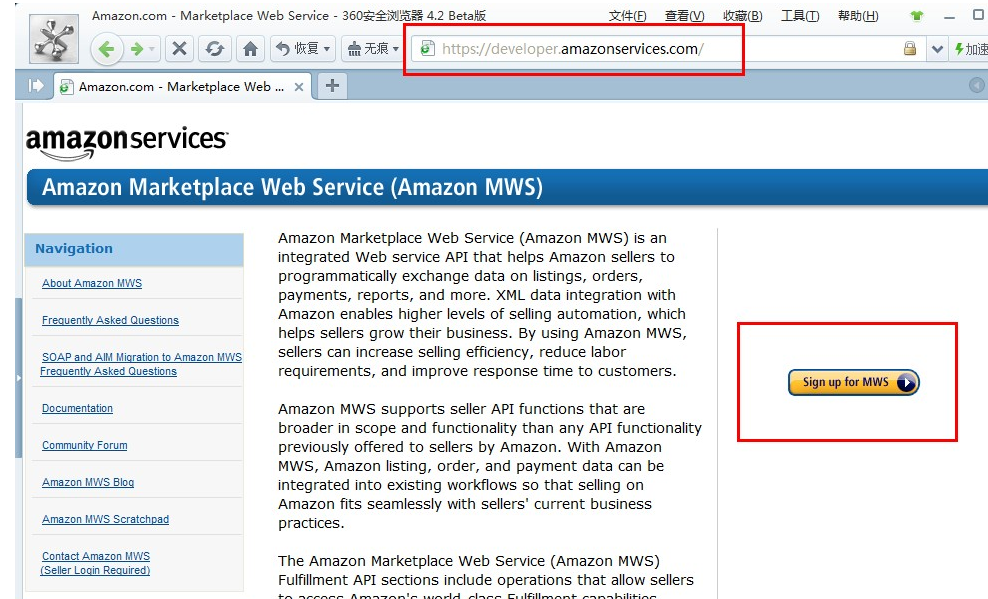 Amazon.com - Marketplace Web Service - 360安全浏览器 4.2 Beta版
文件(F) 查看(V) 收藏(B) 工具(T) 帮助(H)
恢复 无痕 https://developer.amazonservices.com/ 加速
Amazon.com - Marketplace Web ...
amazonservices
Amazon Marketplace Web Service (Amazon MWS)
Navigation
About Amazon MWS
Frequently Asked Questions
SOAP and AIM Migration to Amazon MWS
Frequently Asked Questions
Documentation
Community Forum
Amazon MWS Blog
Amazon MWS Scratchpad
Contact Amazon MWS
(Seller Login Required)
Amazon Marketplace Web Service (Amazon MWS) is an
integrated Web service API that helps Amazon sellers to
programmatically exchange data on listings, orders,
payments, reports, and more. XML data integration with
Amazon enables higher levels of selling automation, which
helps sellers grow their business. By using Amazon MWS,
sellers can increase selling efficiency, reduce labor
requirements, and improve response time to customers.
Amazon MWS supports seller API functions that are
broader in scope and functionality than any API functionality
previously offered to sellers by Amazon. With Amazon
MWS, Amazon listing, order, and payment data can be
integrated into existing workflows so that selling on
Amazon fits seamlessly with sellers' current business
practices.
The Amazon Marketplace Web Service (Amazon MWS)
Fulfillment API sections include operations that allow sellers
to access Amazon's world-class Fulfillment capabilities
Sign up for MWS